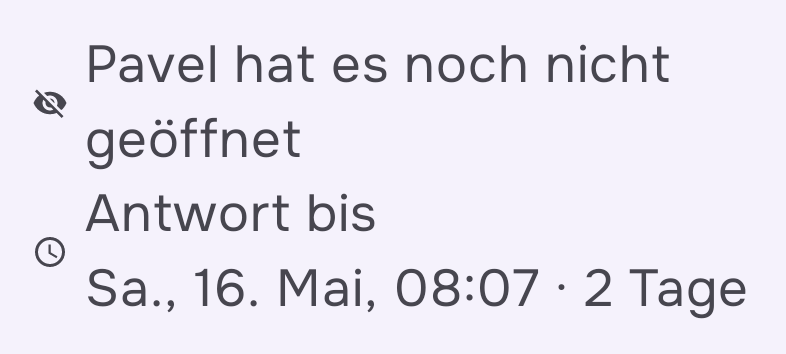 Pavel hat es noch nicht
geöffnet
Antwort bis
Sa., 16. Mai, 08:07 · 2 Tage